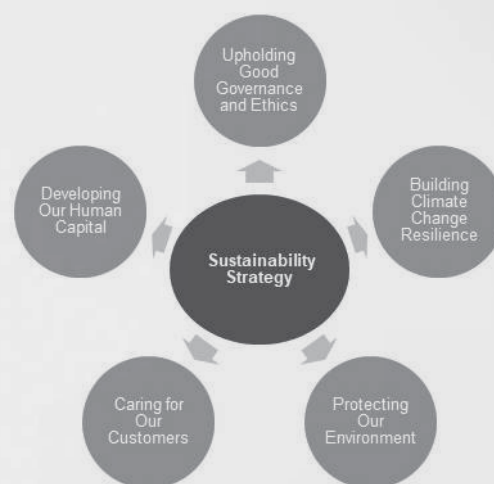 Upholding
Good
Governance
and Ethics
Building
Climate
Change
Resilience
Protecting
Our
Environment
Caring for
Our
Customers
Developing
Our Human
Capital
Sustainability
Strategy